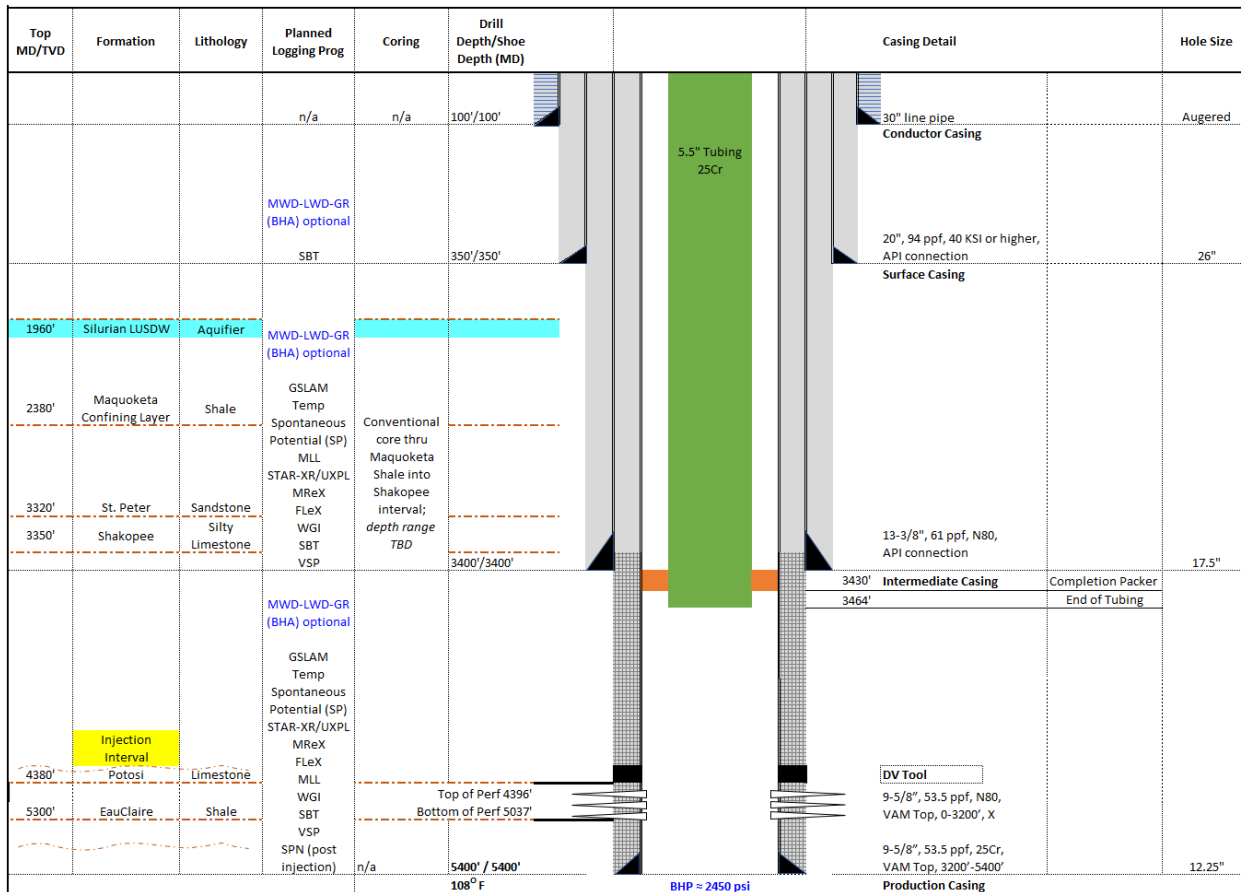 Top
MD/TVD
Formation
Lithology
Planned
Logging Prog
Coring
Drill
Depth/Shoe
Depth (MD)
Casing Detail
Hole Size
n/a
n/a
100'/100'
30" line pipe
Augered
Conductor Casing
5.5" Tubing
25Cr
MWD-LWD-GR
(BHA) optional
SBT
350'/350'
20", 94 ppf, 40 KSI or higher,
API connection
26"
Surface Casing
1960'
Silurian LUSDW
Aquifier
MWD-LWD-GR
(BHA) optional
2380'
Maquoketa
Confining Layer
Shale
3320'
St. Peter
Sandstone
3350'
Shakopee
Silty
Limestone
GSLAM
Temp
Spontaneous
Potential (SP)
MLL
STAR-XR/UXPL
MReX
FLeX
WGI
SBT
VSP
Conventional
core thru
Maquoketa
Shale into
Shakopee
interval;
depth range
TBD
3400'/3400'
13-3/8", 61 ppf, N80,
API connection
17.5"
3430'
Intermediate Casing
Completion Packer
3464'
End of Tubing
MWD-LWD-GR
(BHA) optional
GSLAM
Temp
Spontaneous
Potential (SP)
STAR-XR/UXPL
MReX
FLeX
MLL
WGI
SBT
VSP
SPN (post
injection)
Injection
Interval
4380'
Potosi
Limestone
5300'
EauClaire
Shale
Top of Perf 4396'
Bottom of Perf 5037'
DV Tool
9-5/8", 53.5 ppf, N80,
VAM Top, 0-3200', X
9-5/8", 53.5 ppf, 25Cr,
VAM Top, 3200'-5400'
n/a
5400' / 5400'
12.25"
108O F
BHP ≈ 2450 psi
Production Casing